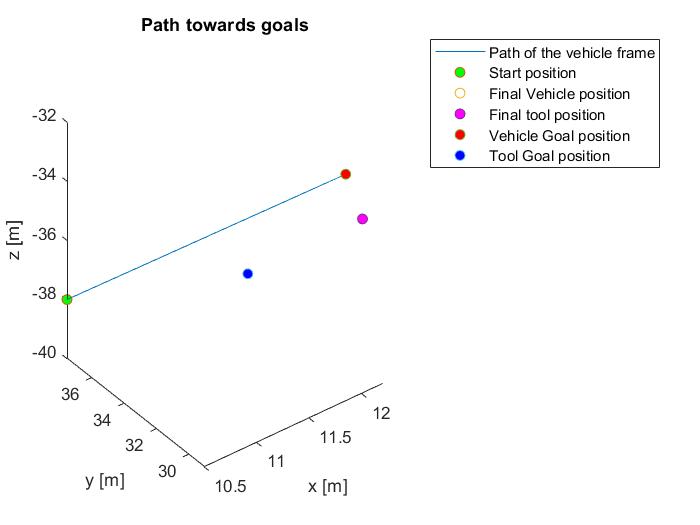 Path towards goals
Path of the vehicle frame
Start position
Final Vehicle position
Final tool position
Vehicle Goal position
Tool Goal position
-32
-34
-36
-38
-40
z [m]
36
34
32
30
y [m]
10.5
11
11.5
12
x [m]